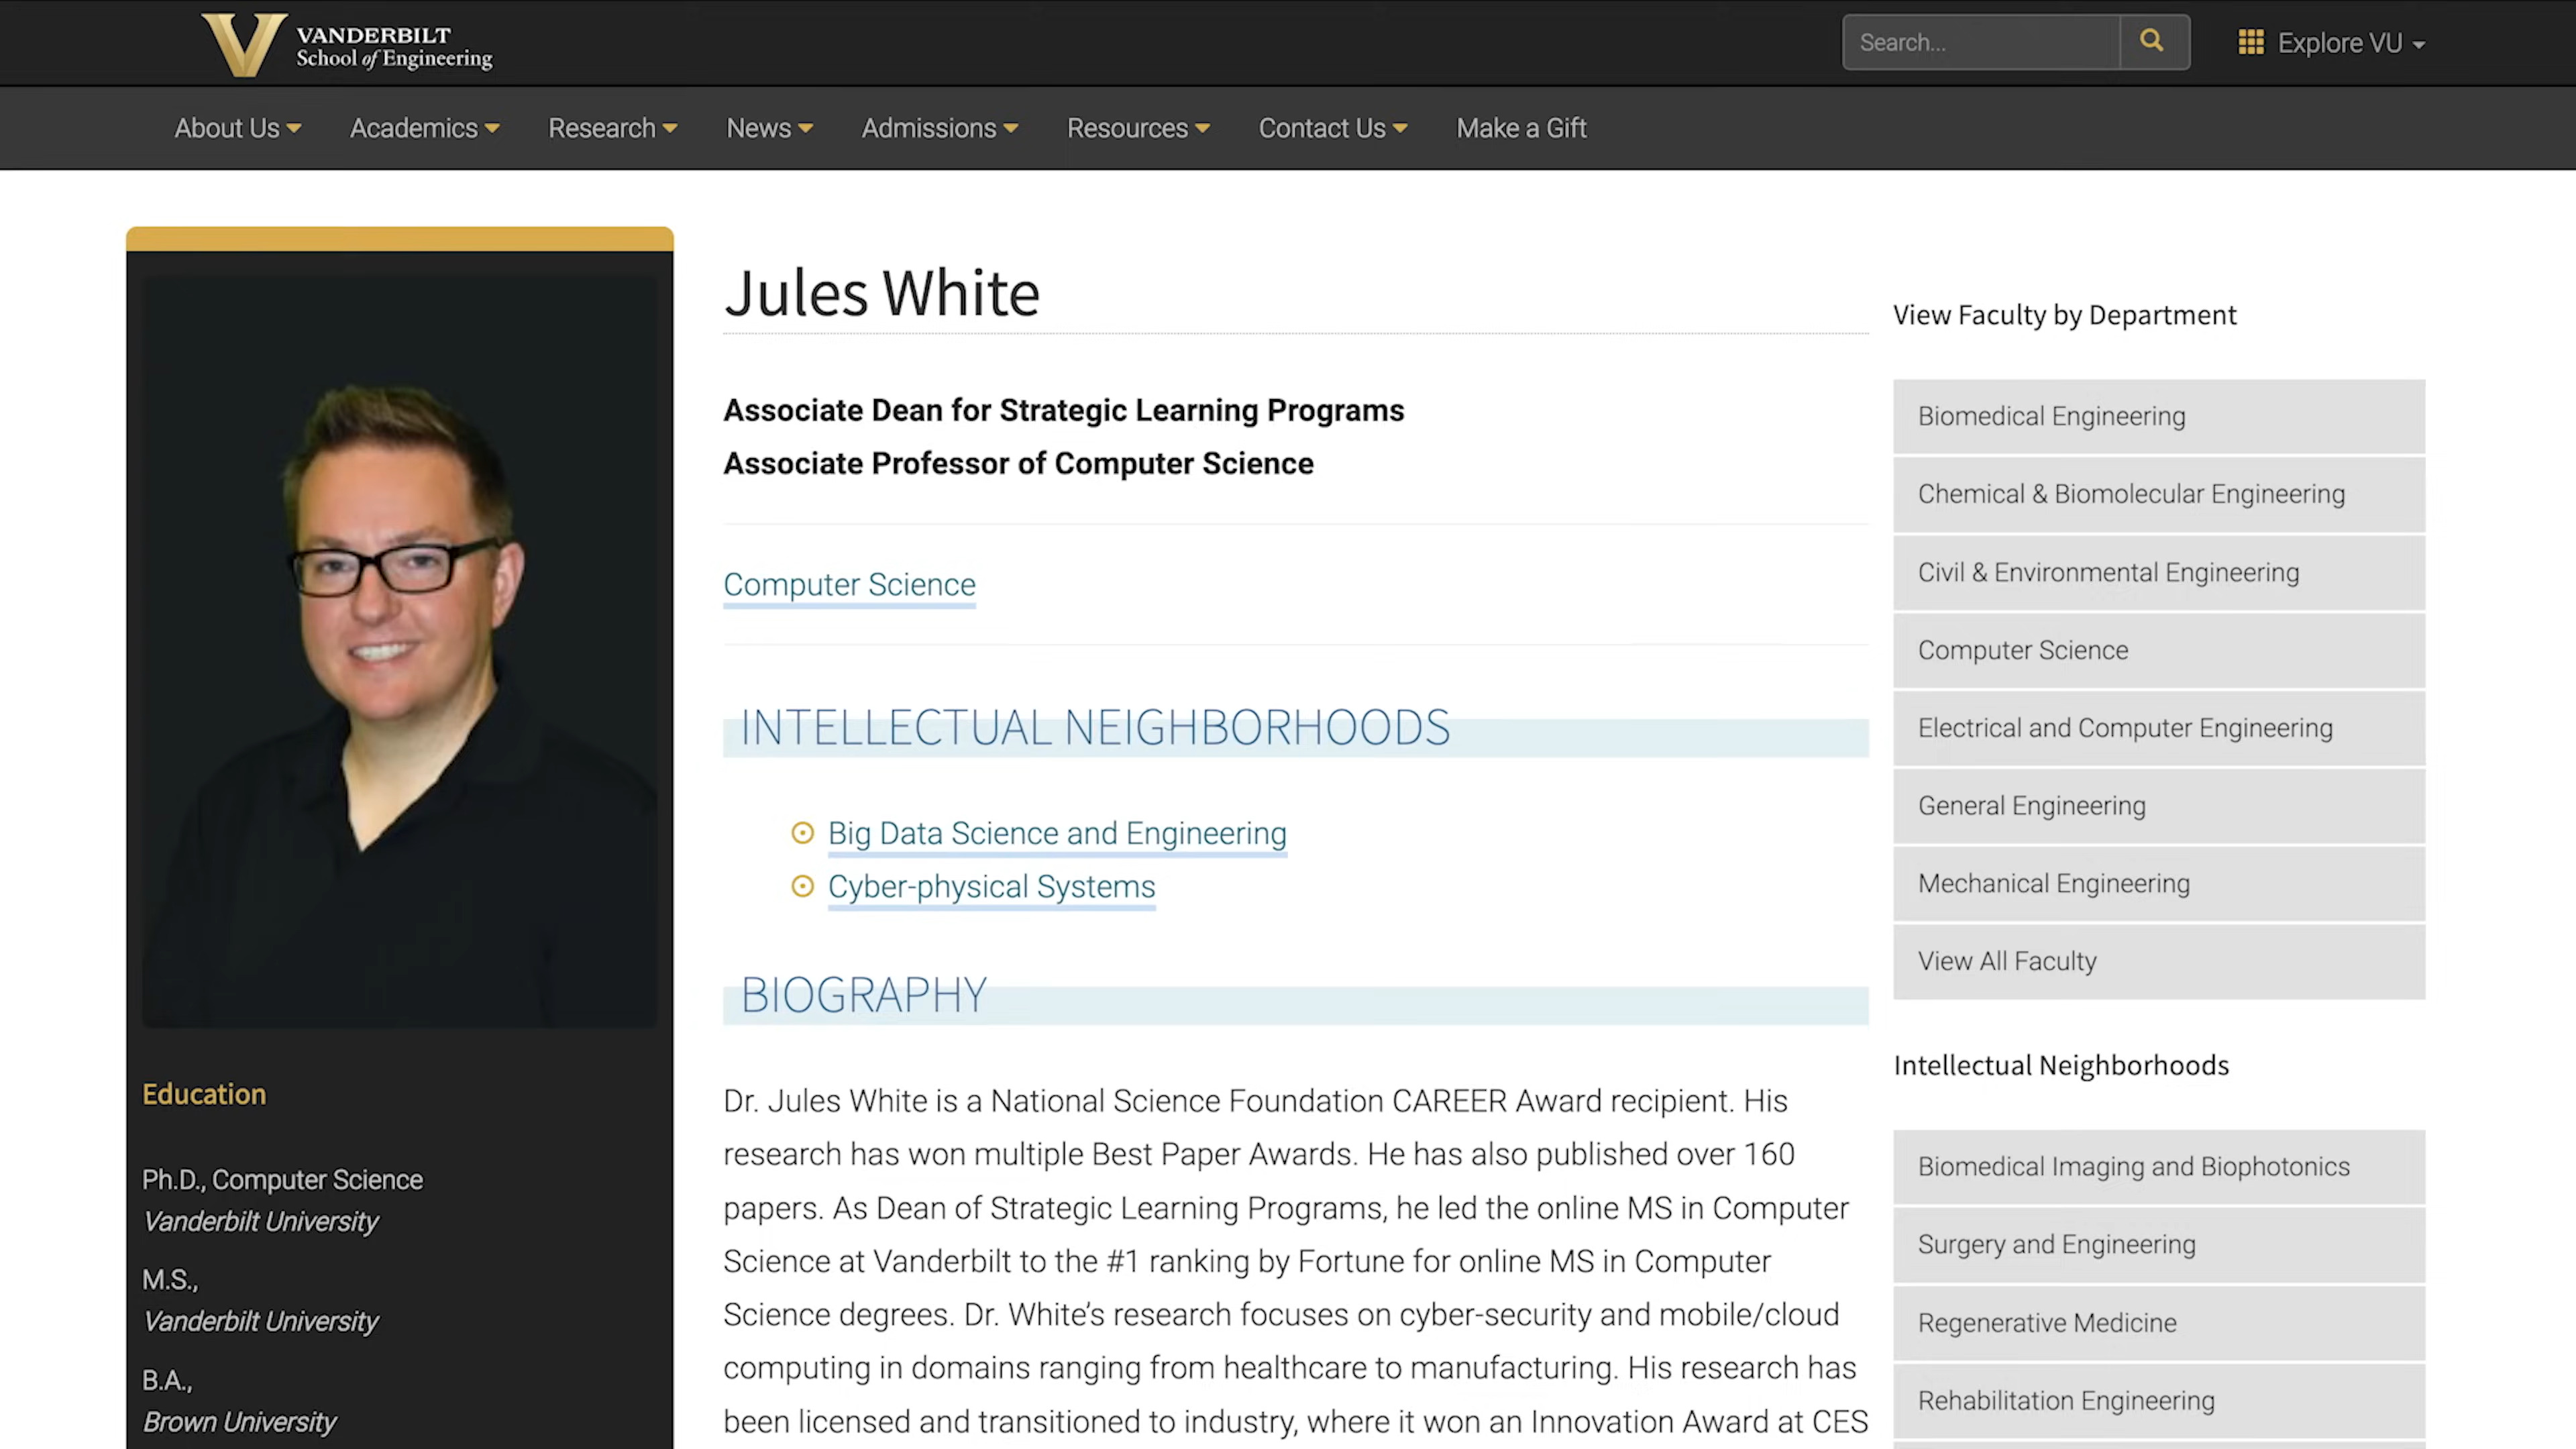 VANDERBILT
School of Engineering
Search...
Explore VU
About Us
Academics
Research
News
Admissions
Resources
Contact Us
Make a Gift
Education
Ph.D., Computer Science
Vanderbilt University
M.S.,
Vanderbilt University
B.A.,
Brown University
Jules White
Associate Dean for Strategic Learning Programs
Associate Professor of Computer Science
Computer Science
INTELLECTUAL NEIGHBORHOODS
Big Data Science and Engineering
Cyber-physical Systems
BIOGRAPHY
Dr. Jules White is a National Science Foundation CAREER Award recipient. His
research has won multiple Best Paper Awards. He has also published over 160
papers. As Dean of Strategic Learning Programs, he led the online MS in Computer
Science at Vanderbilt to the #1 ranking by Fortune for online MS in Computer
Science degrees. Dr. White’s research focuses on cyber-security and mobile/cloud
computing in domains ranging from healthcare to manufacturing. His research has
been licensed and transitioned to industry, where it won an Innovation Award at CES
View Faculty by Department
Biomedical Engineering
Chemical & Biomolecular Engineering
Civil & Environmental Engineering
Computer Science
Electrical and Computer Engineering
General Engineering
Mechanical Engineering
View All Faculty
Intellectual Neighborhoods
Biomedical Imaging and Biophotonics
Surgery and Engineering
Regenerative Medicine
Rehabilitation Engineering